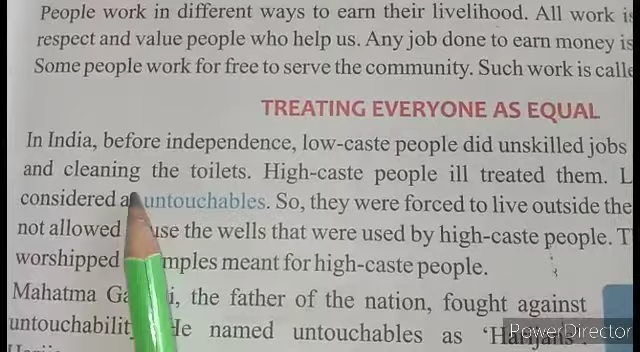 People work in different ways to earn their livelihood. All work is
respect and value people who help us. Any job done to earn money is
Some people work for free to serve the community. Such work is calle
TREATING EVERYONE AS EQUAL
In India, before independence, low-caste people did unskilled jobs
and cleaning the toilets. High-caste people ill treated them. L
considered a untouchables. So, they were forced to live outside the
not allowed use the wells that were used by high-caste people. T
worshipped mples meant for high-caste people.
Mahatma Ga i, the father of the nation, fought against
untouchabilit He named untouchables as ‘Harijans’.
PowerDirector